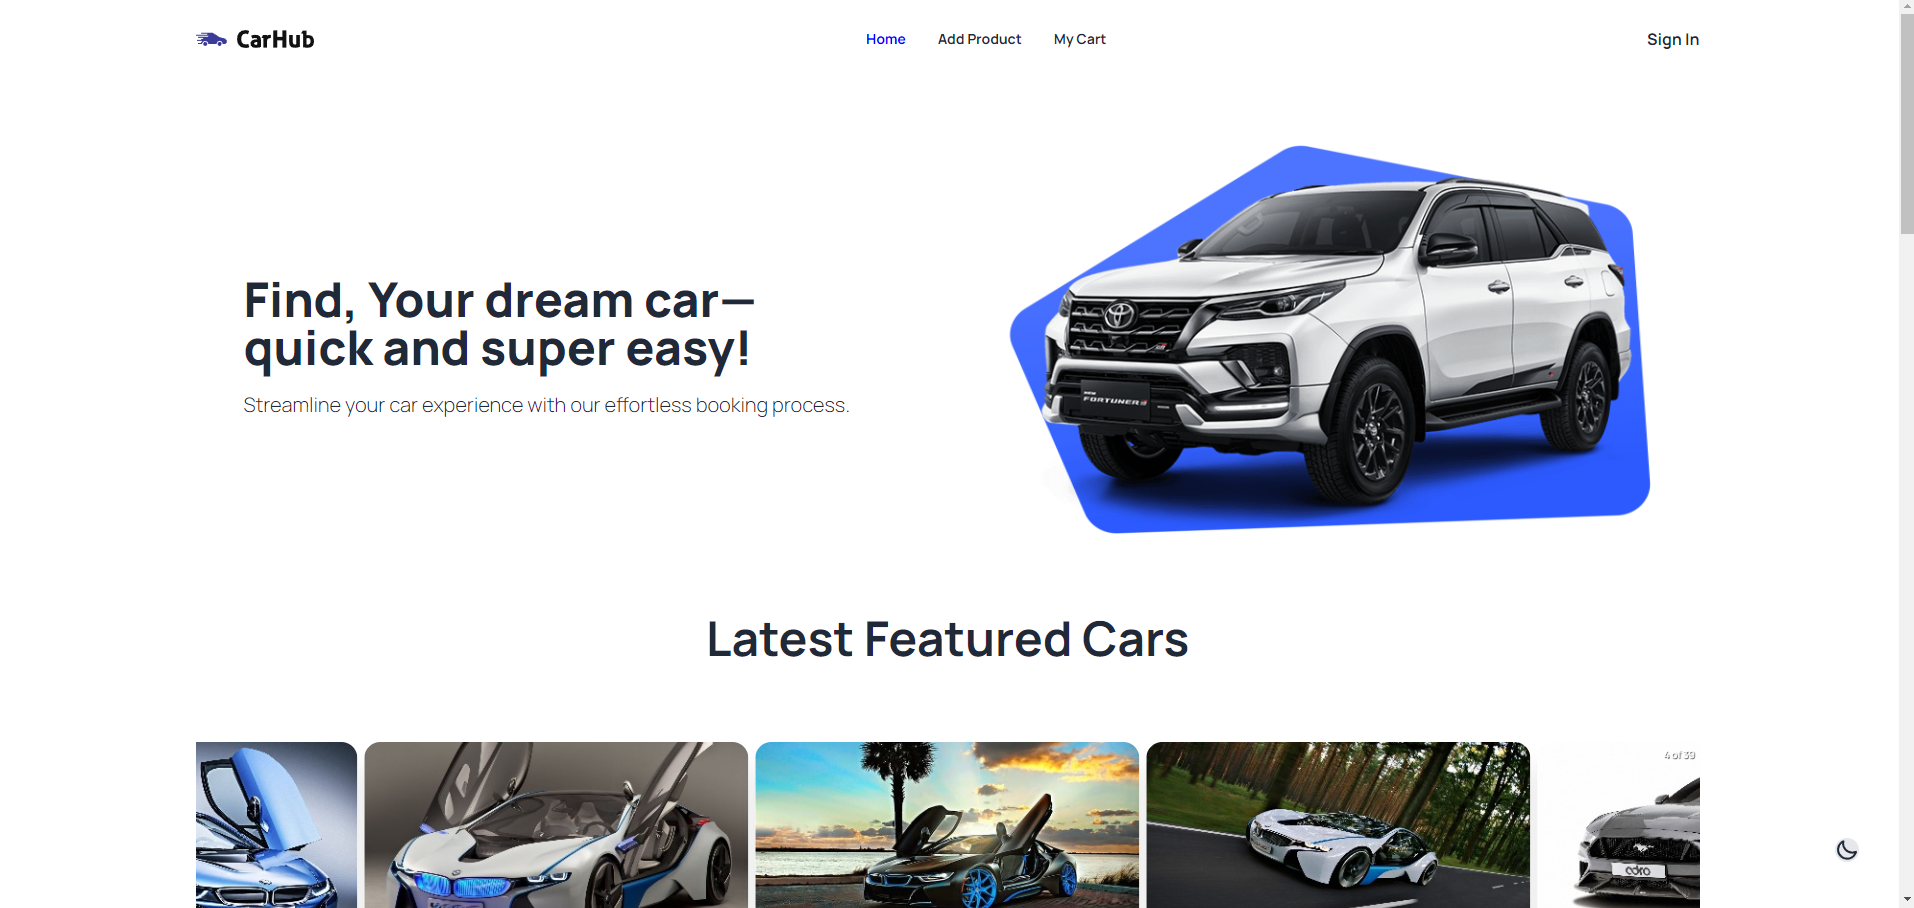 CarHub
Home
Add Product
My Cart
Sign In
Find, Your dream car—
quick and super easy!
Streamline your car experience with our effortless booking process.
FORTUNER
Latest Featured Cars
4 of 39
adro